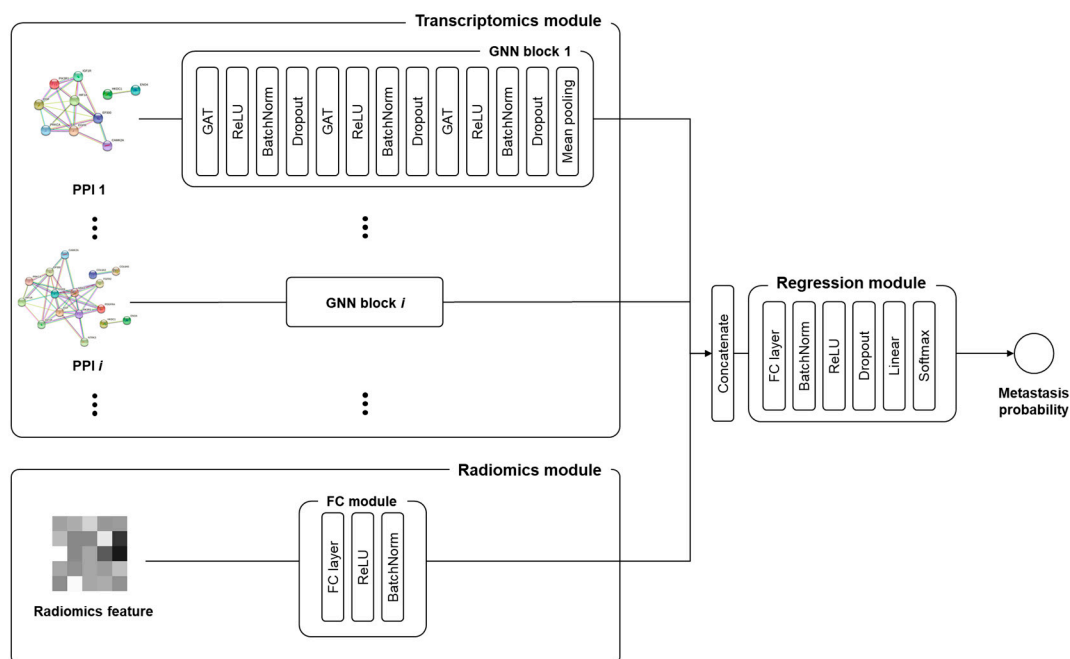 Transcriptomics module
GNN block 1
GAT
ReLU
BatchNorm
Dropout
GAT
ReLU
BatchNorm
Dropout
GAT
ReLU
BatchNorm
Dropout
Mean pooling
PPI 1
GNN block i
PPI i
Concatenate
Regression module
FC layer
BatchNorm
ReLU
Dropout
Linear
Softmax
Metastasis
probability
Radiomics module
FC module
FC layer
ReLU
BatchNorm
Radiomics feature